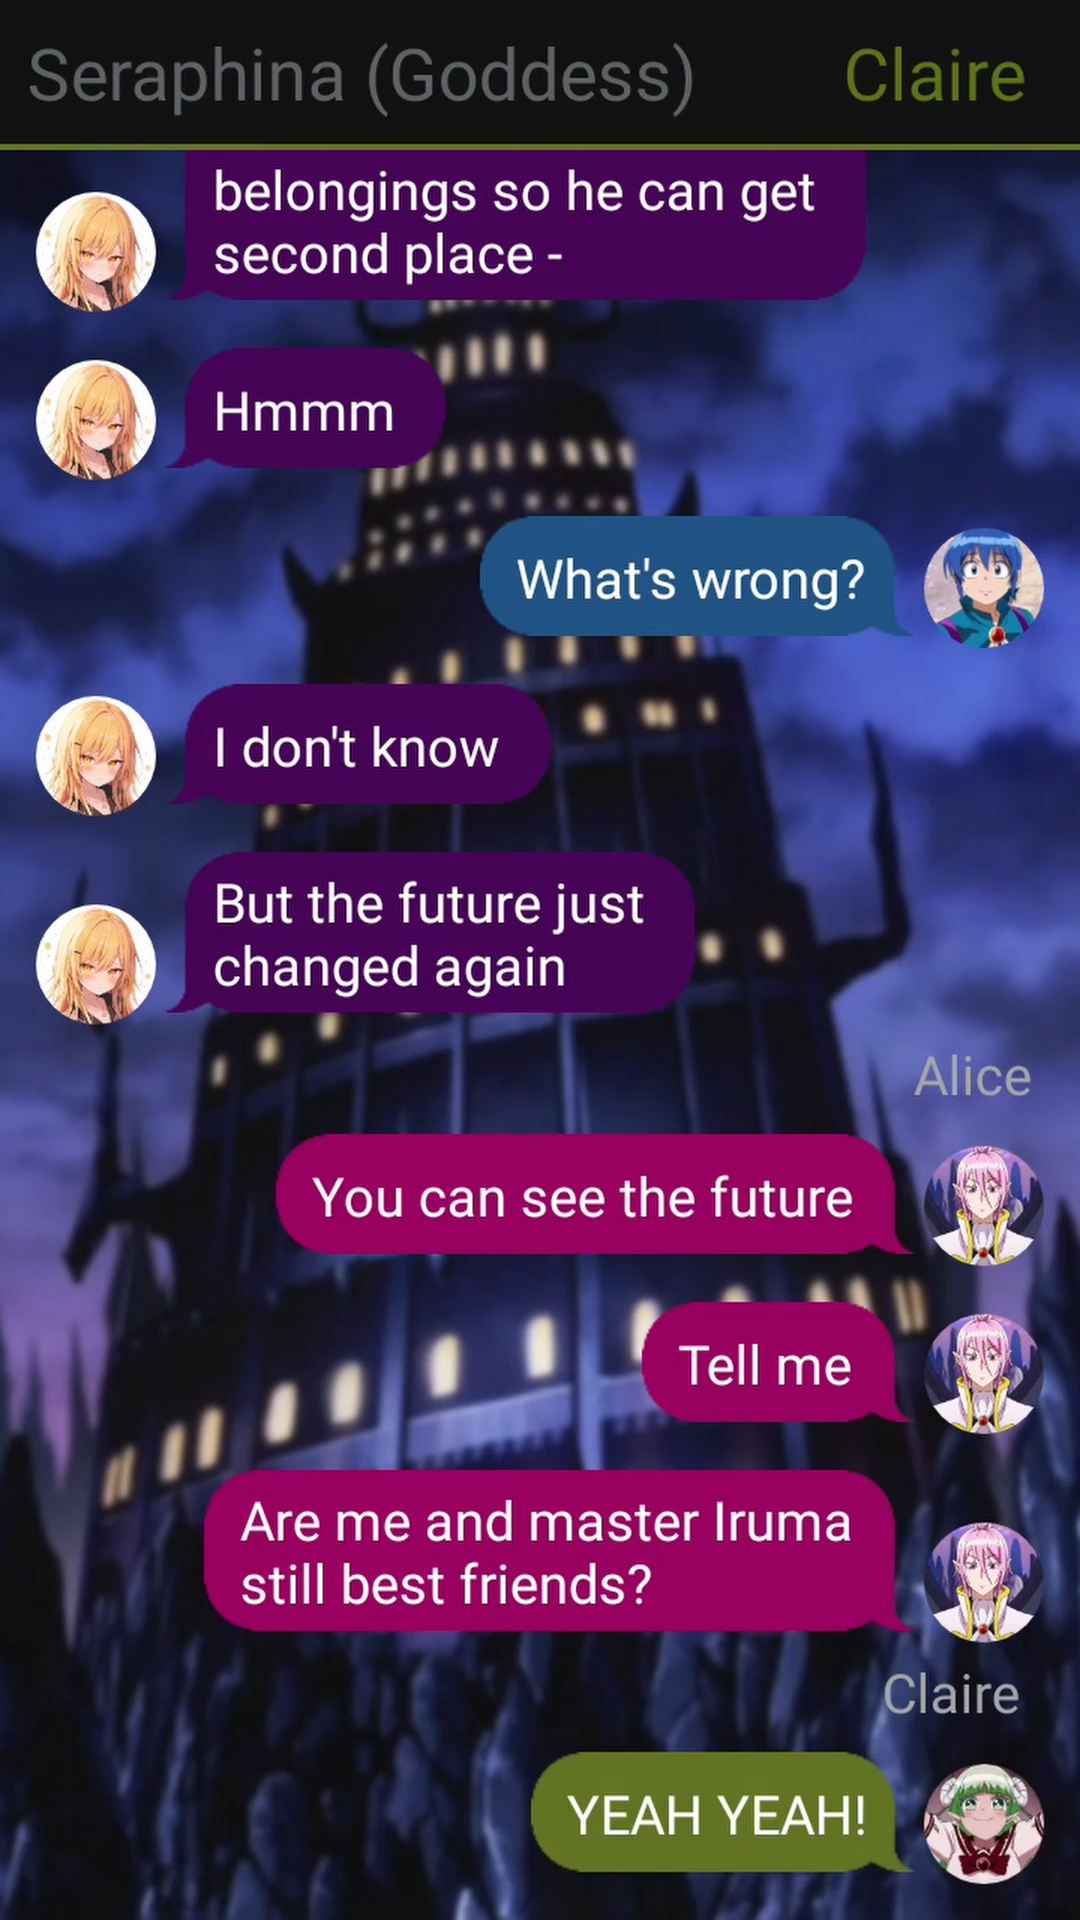 Seraphina (Goddess) Claire
belongings so he can get
second place -
Hmmm
What's wrong?
I don't know
But the future just
changed again
Alice
You can see the future
Tell me
Are me and master Iruma
still best friends?
Claire
YEAH YEAH!